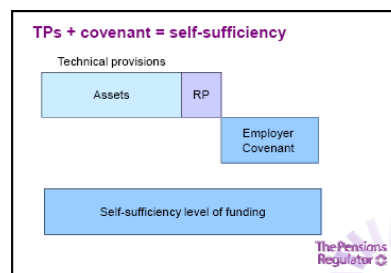 TPs + covenant = self-sufficiency
Technical provisions
Assets
RP
Employer
Covenant
Self-sufficiency level of funding
The Pensions
Regulator